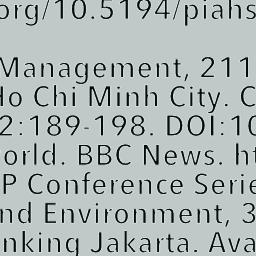 org/10.5194/piahs
Management, 211
Ho Chi Minh City. C
2:189-198. DOI:10
orld. BBC News. ht
P Conference Serie
nd Environment, 3
nking Jakarta. Ava